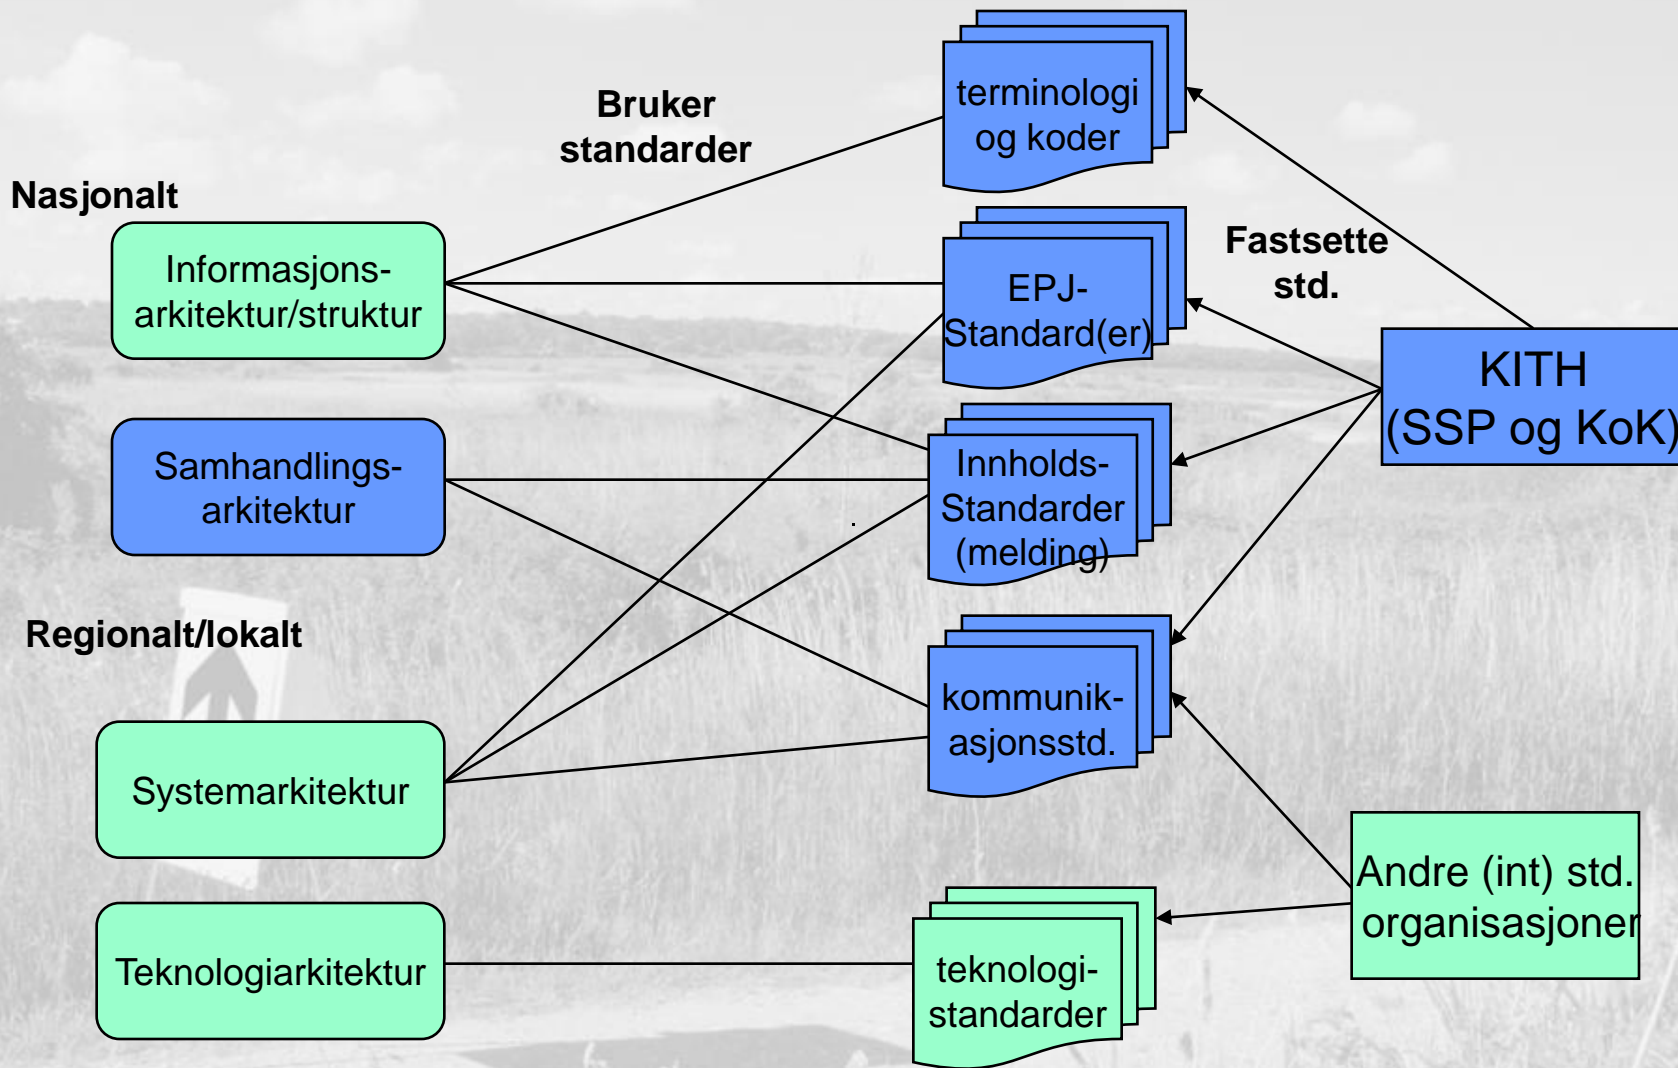 Bruker
standarder
Nasjonalt
Informasjons-
arkitektur/struktur
Samhandlings-
arkitektur
Regionalt/lokalt
Systemarkitektur
Teknologiarkitektur
terminologi
og koder
EPJ-
Standard(er)
Innholds-
Standarder
(melding)
kommunik-
asjonsstd.
teknologi-
standarder
Fastsette
std.
KITH
(SSP og KoK)
Andre (int) std.
organisasjoner